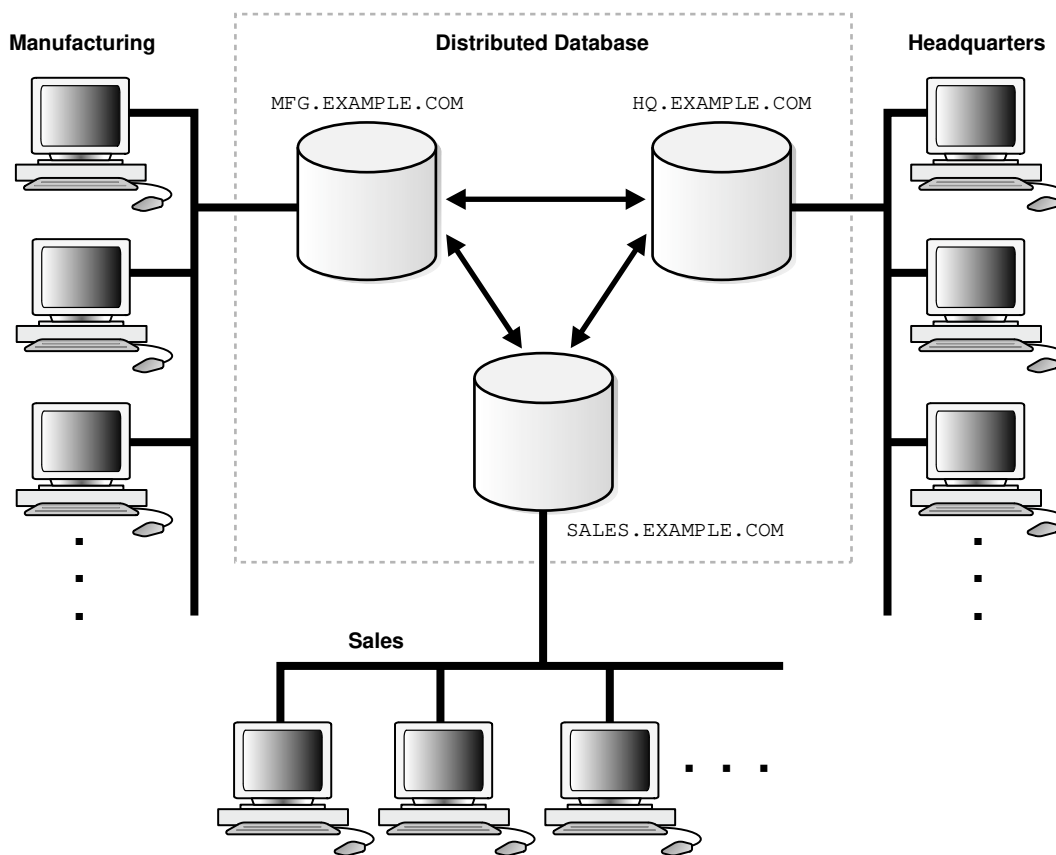 Manufacturing
Distributed Database
Headquarters
MFG.EXAMPLE.COM
HQ.EXAMPLE.COM
SALES.EXAMPLE.COM
Sales